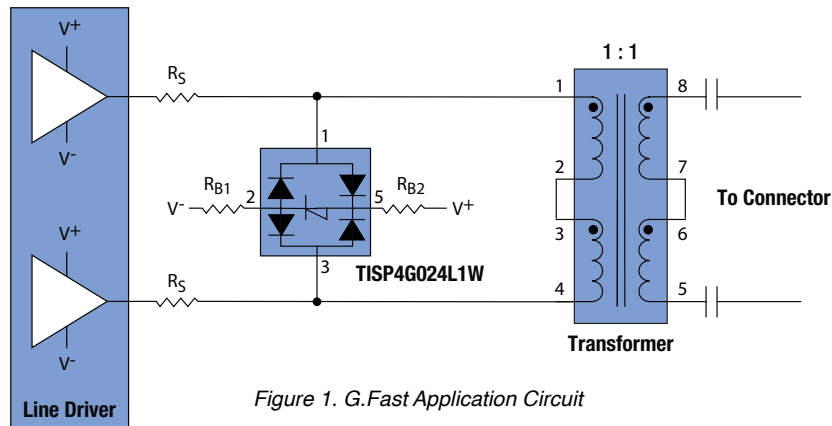 V+
V-
RS
1 : 1
1
8
1
2
7
RB1
RB2
V-
2
5
V+
To Connector
3
6
3
TISP4G024L1W
V+
V-
RS
4
5
Transformer
Line Driver
Figure 1. G.Fast Application Circuit